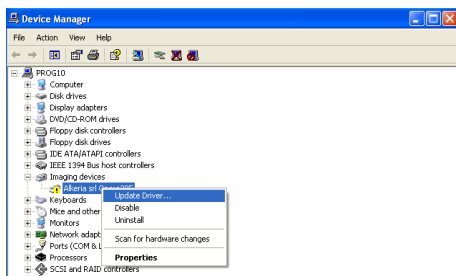 Device Manager
File Action View Help
PROG10
Computer
Disk drives
Display adapters
DVD/CD-ROM drives
Floppy disk controllers
Floppy disk drives
IDE ATA/ATAPI controllers
IEEE 1394 Bus host controllers
Imaging devices
Alkeria srl
Update Driver...
Keyboards
Disable
Mice and other
Uninstall
Monitors
Network adapt
Scan for hardware changes
Ports (COM & L
Processors
Properties
SCSI and RAID controllers